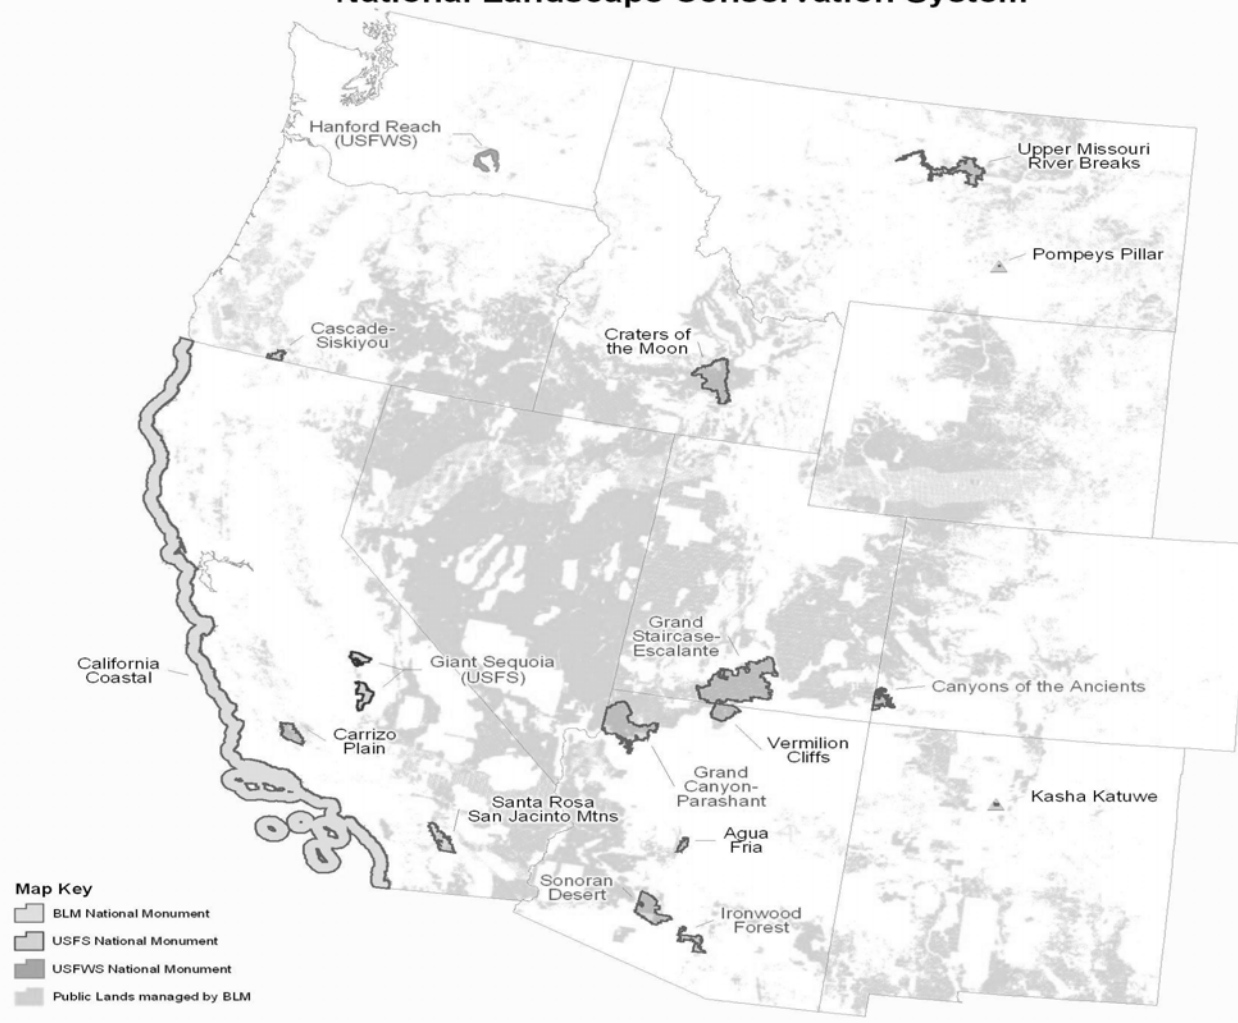 National Landscape Conservation System
Hanford Reach
(USFWS)
Upper Missouri
River Breaks
Pompeys Pillar
Cascade-
Siskiyou
Craters of
the Moon
Grand
Staircase-
Escalante
California
Coastal
Giant Sequoia
(USFS)
Canyons of the Ancients
Carrizo
Plain
Vermilion
Cliffs
Grand
Canyon-
Parashant
Kasha Katuwe
Santa Rosa
San Jacinto Mtns
Agua
Fria
Sonoran
Desert
Ironwood
Forest
Map Key
BLM National Monument
USFS National Monument
USFWS National Monument
Public Lands managed by BLM